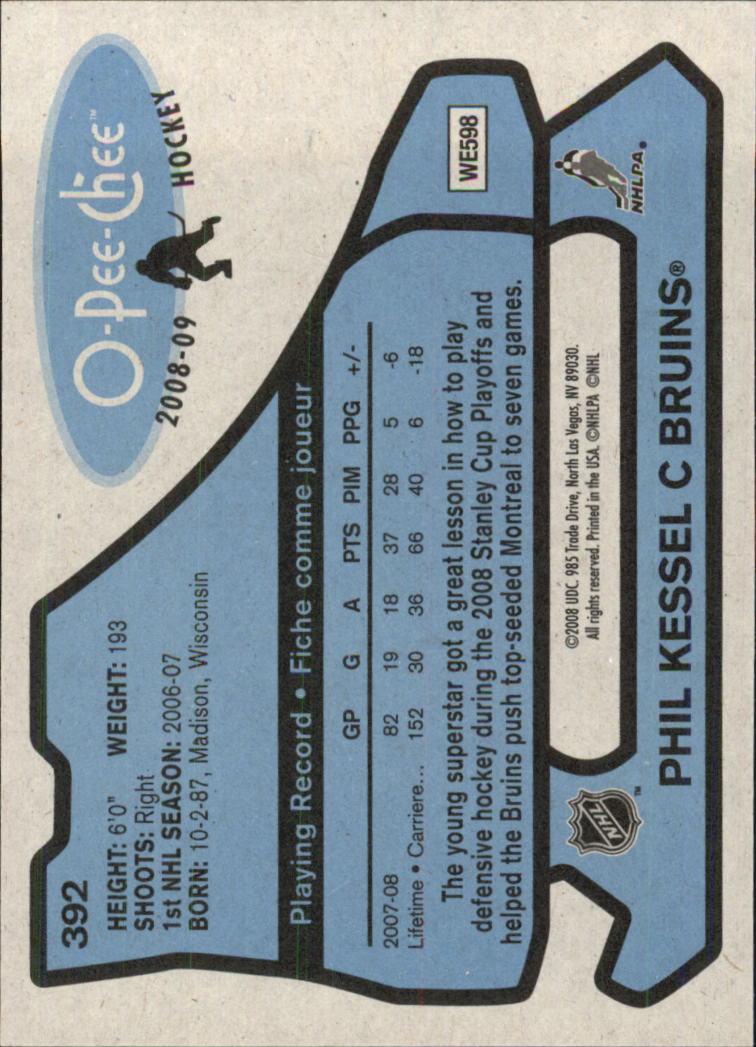 392
HEIGHT: 6'0" WEIGHT: 193
SHOOTS: Right
1st NHL SEASON: 2006-07
BORN: 10-2-87, Madison, Wisconsin
O-Pee-Chee™
2008-09 HOCKEY
Playing Record • Fiche comme joueur
GP G A PTS PIM PPG +/-
2007-08 82 19 18 37 28 5 -6
Lifetime • Carriere... 152 30 36 66 40 6 -18
The young superstar got a great lesson in how to play
defensive hockey during the 2008 Stanley Cup Playoffs and
helped the Bruins push top-seeded Montreal to seven games.
WE598
NHL™
©2008 UDC. 985 Trade Drive, North Las Vegas, NV 89030.
All rights reserved. Printed in the USA. ©NHLPA ©NHL
NHLPA®
PHIL KESSEL C BRUINS®